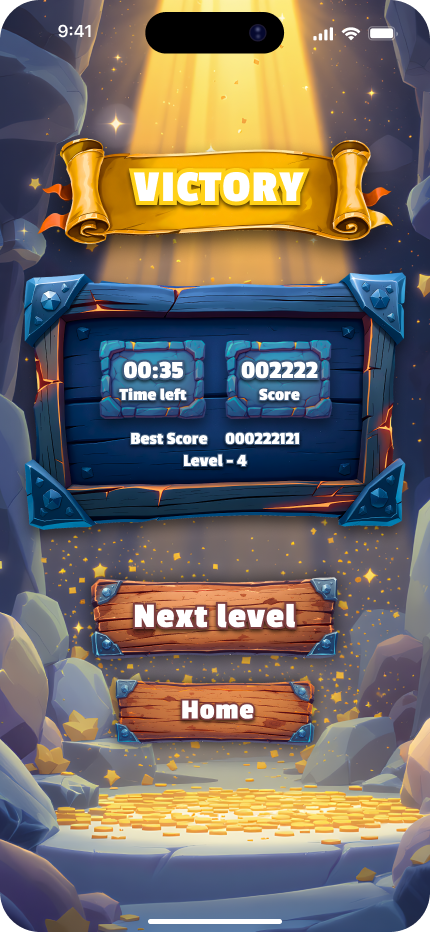 9:41
VICTORY
00:35
Time left
002222
Score
Best Score 000222121
Level - 4
Next level
Home